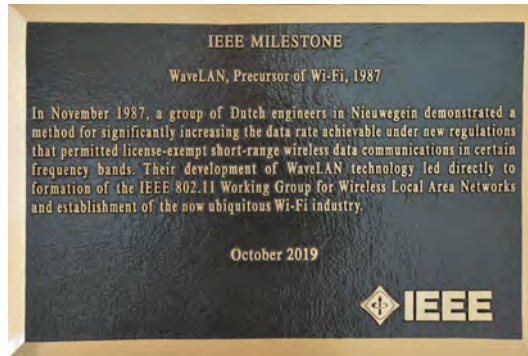 IEEE MILESTONE
WaveLAN, Precursor of Wi-Fi, 1987
In November 1987, a group of Dutch engineers in Nieuwegein demonstrated a
method for significantly increasing the data rate achievable under new regulations
that permitted license-exempt short-range wireless data communications in certain
frequency bands. Their development of WaveLAN technology led directly to
formation of the IEEE 802.11 Working Group for Wireless Local Area Networks
and establishment of the now ubiquitous Wi-Fi industry.
October 2019
IEEE